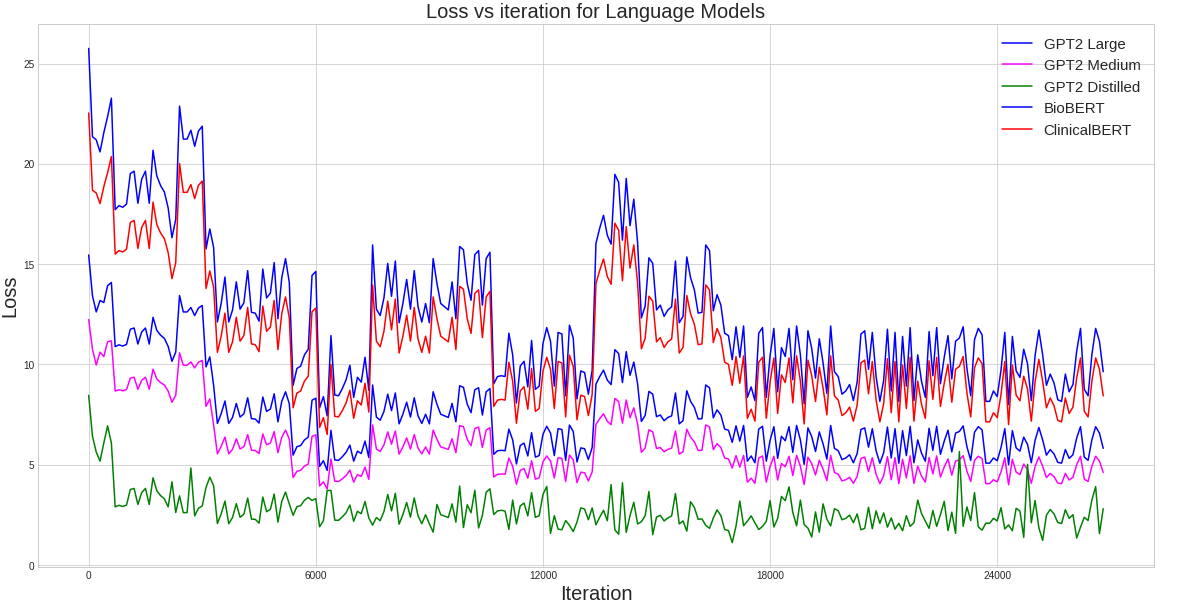 Loss vs iteration for Language Models
GPT2 Large
GPT2 Medium
GPT2 Distilled
BioBERT
ClinicalBERT
25
20
15
10
5
0
Loss
0 6000 12000 18000 24000
Iteration